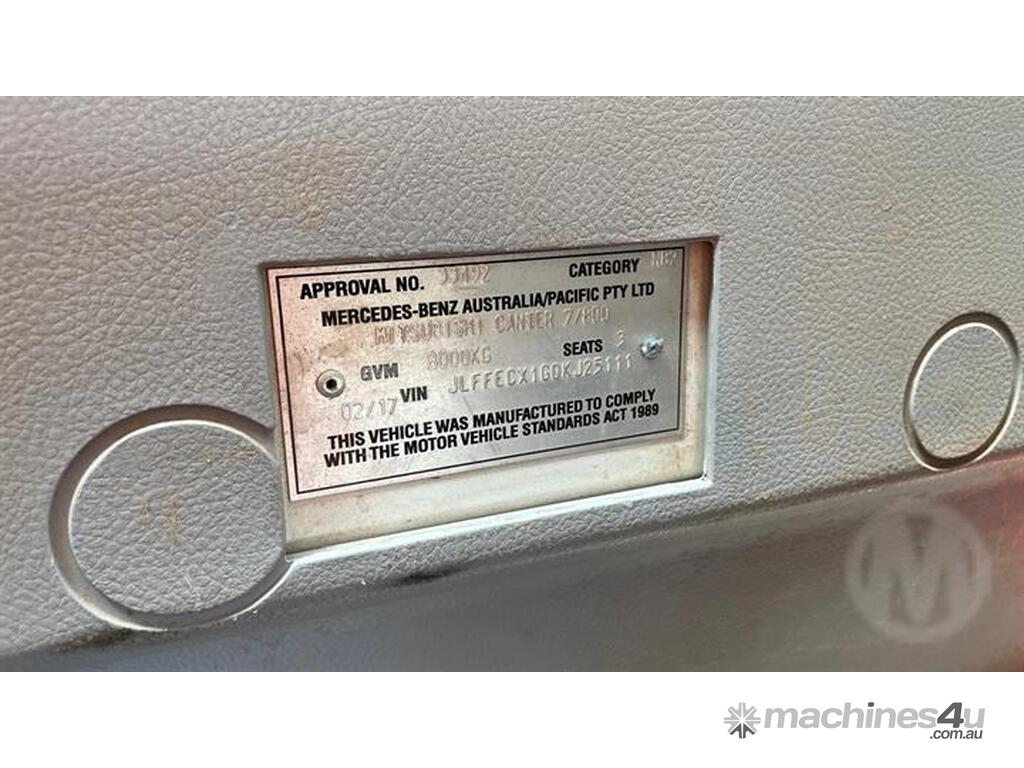 APPROVAL NO. 33492 CATEGORY NB2
MERCEDES-BENZ AUSTRALIA/PACIFIC PTY LTD
MITSUBISHI CANTER 7/800
GVM 8000KG SEATS 3
02/17 VIN JLFFECX1G0KJ25111
THIS VEHICLE WAS MANUFACTURED TO COMPLY
WITH THE MOTOR VEHICLE STANDARDS ACT 1989
M
machines4u
.com.au